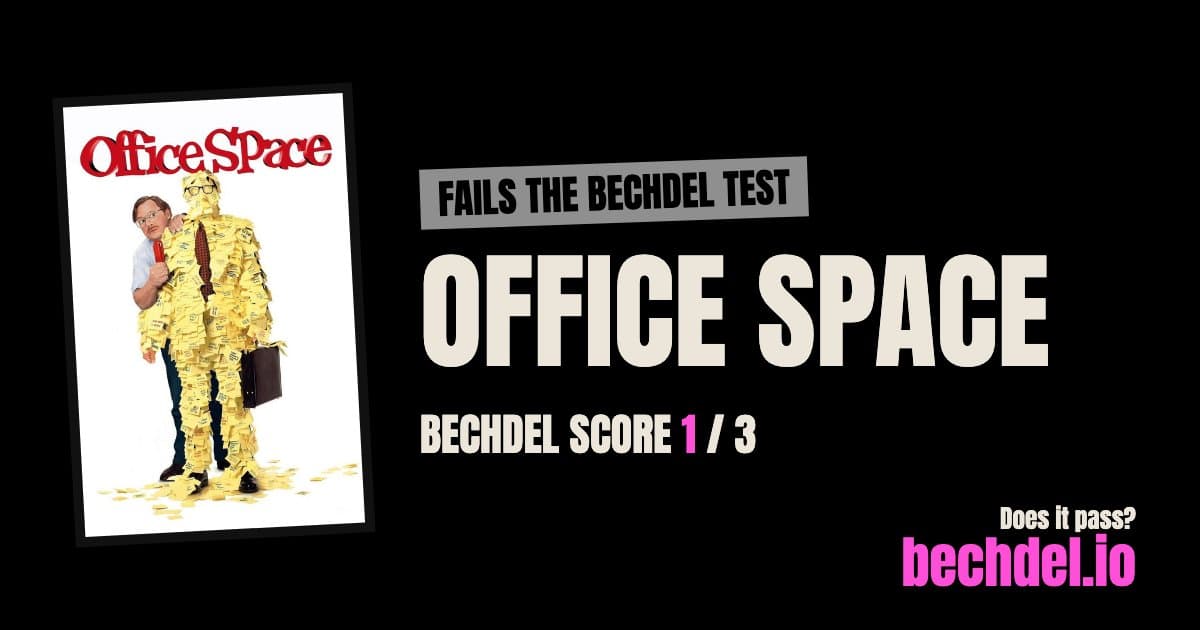 Office Space
FAILS THE BECHDEL TEST
OFFICE SPACE
BECHDEL SCORE 1 / 3
Does it pass?
bechdel.io